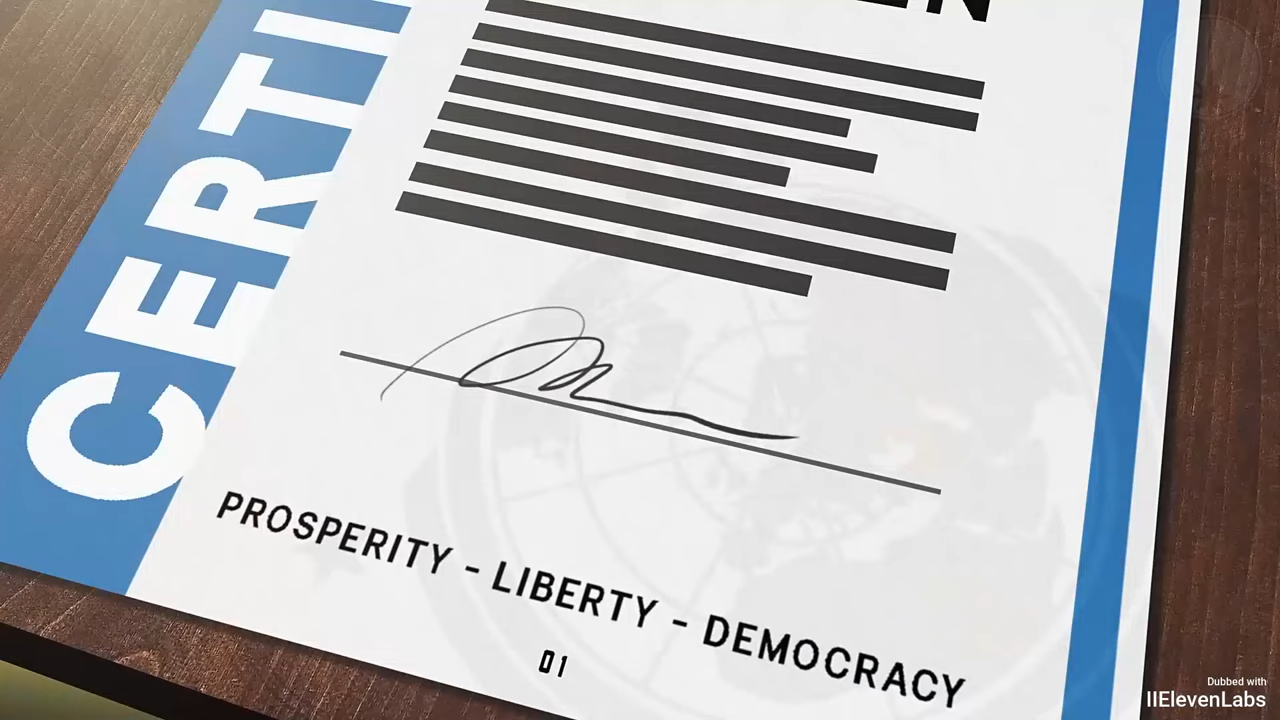 CERTI
PROSPERITY - LIBERTY - DEMOCRACY
01
Dubbed with
IIElevenLabs